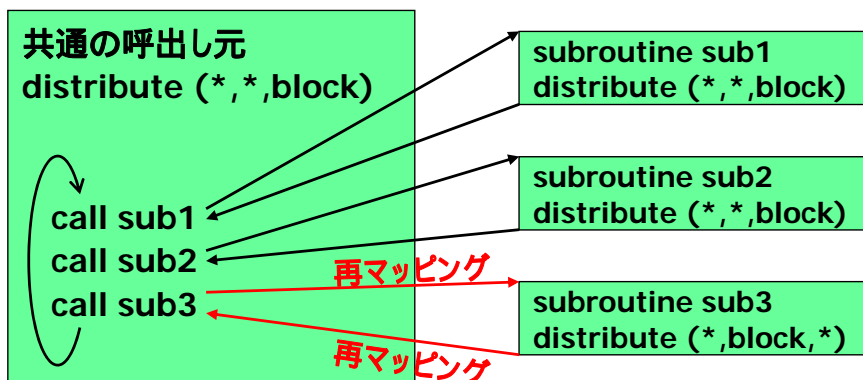 共通の呼出し元
distribute (*,*,block)
call sub1
call sub2
call sub3
再マッピング
再マッピング
subroutine sub1
distribute (*,*,block)
subroutine sub2
distribute (*,*,block)
subroutine sub3
distribute (*,block,*)